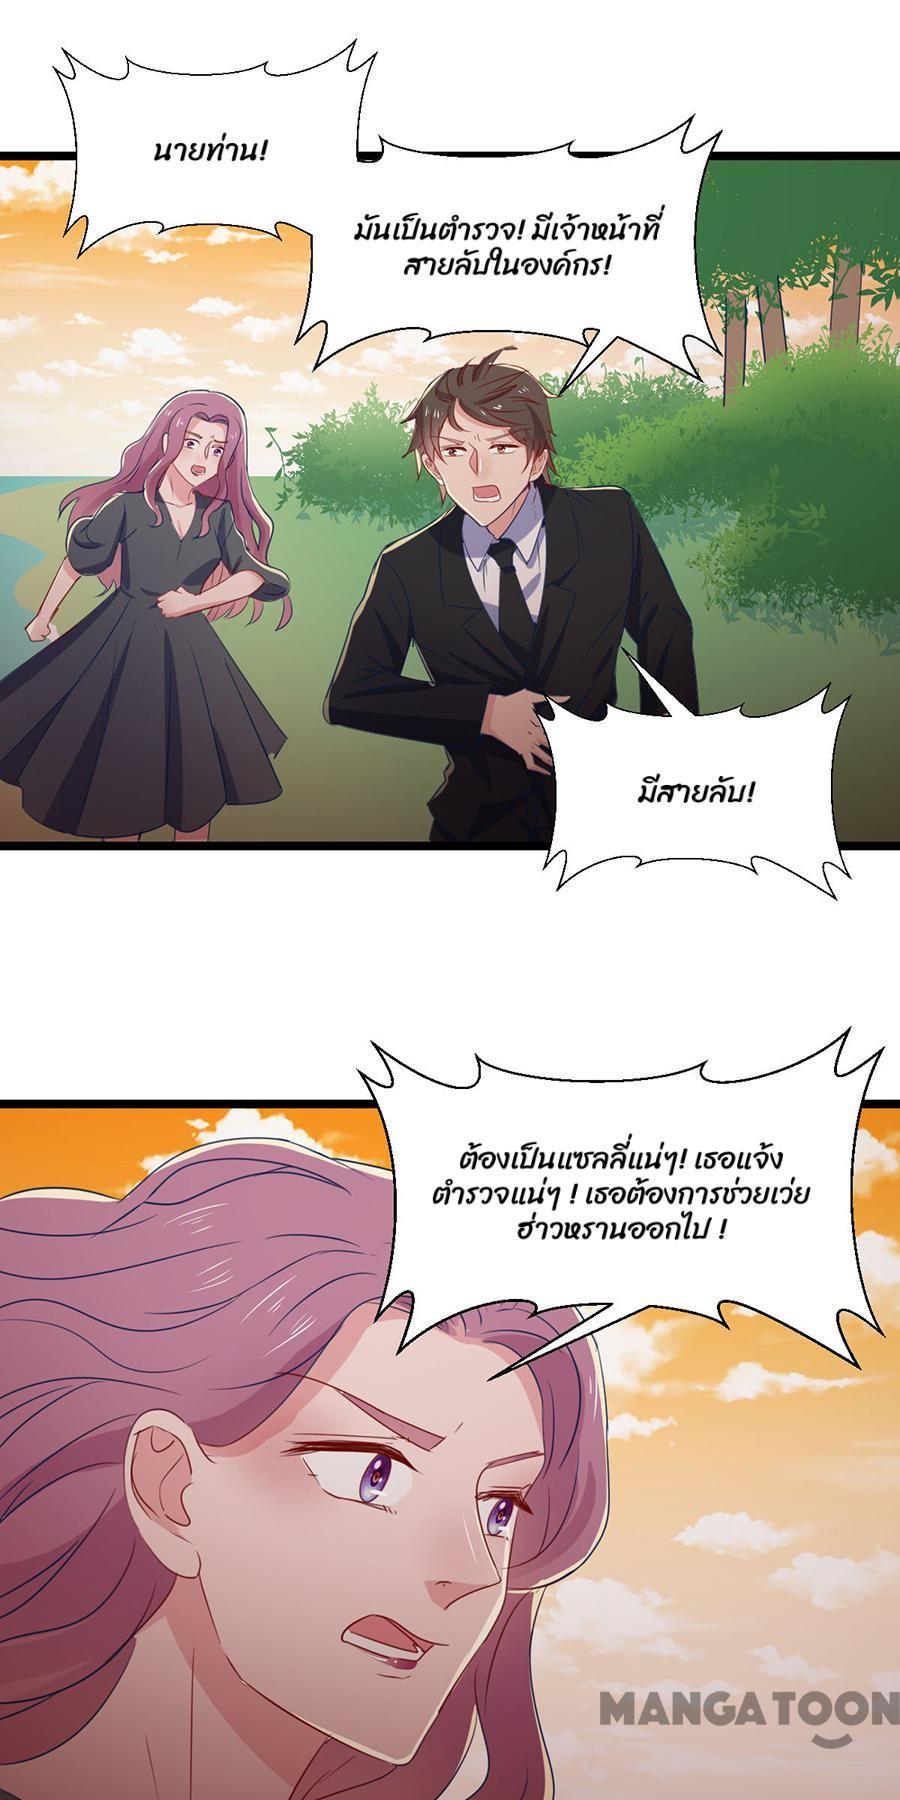 นายท่าน!
มันเป็นตำรวจ! มีเจ้าหน้าที่
สายลับในองค์กร!
มีสายลับ!
ต้องเป็นแซลลี่แน่ๆ! เธอแจ้ง
ตำรวจแน่ๆ ! เธอต้องการช่วยเว่ย
ฮ่าวหรานออกไป !
MANGATOON